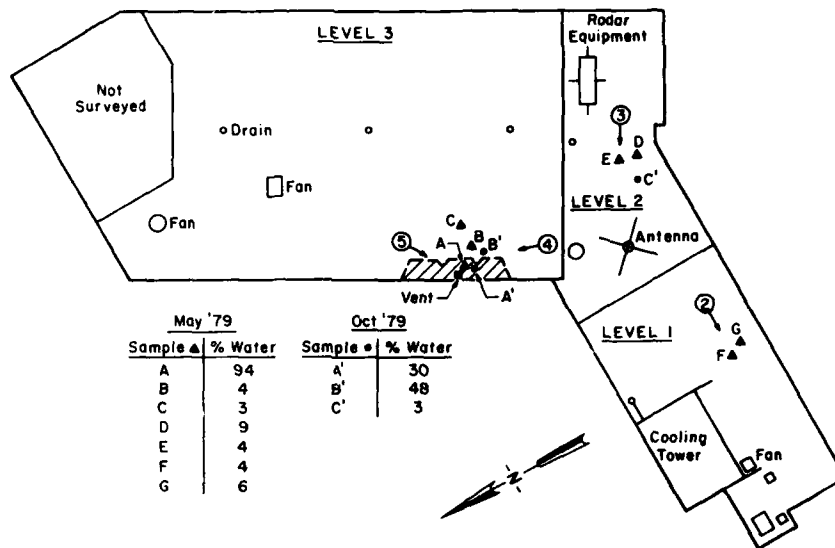 LEVEL 3
Radar
Equipment
Not
Surveyed
Drain
Fan
Fan
3
D
E
C'
LEVEL 2
Antenna
C
B
B'
A
5
4
Vent
A'
2
LEVEL 1
G
F
Cooling
Tower
Fan
N
May '79
Sample ▲ % Water
A 94
B 4
C 3
D 9
E 4
F 4
G 6
Oct '79
Sample • % Water
A' 30
B' 48
C' 3